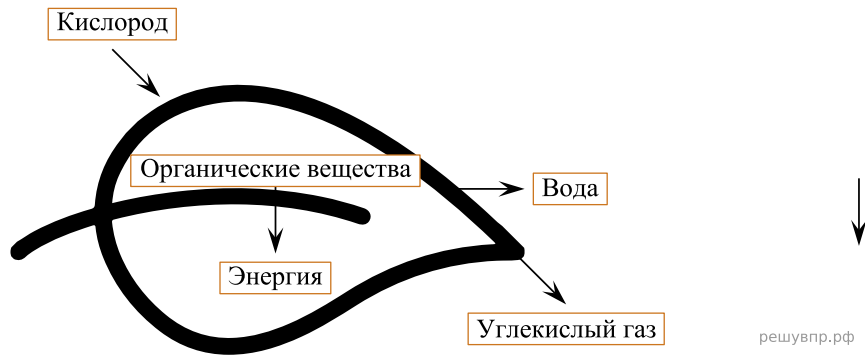 Кислород
Органические вещества
Вода
Энергия
Углекислый газ
решувпр.рф